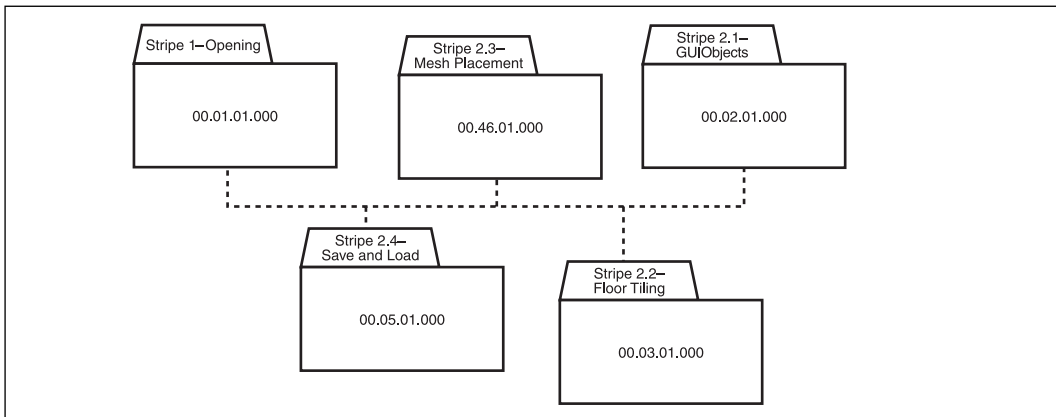 Stripe 1–Opening
00.01.01.000
Stripe 2.3–
Mesh Placement
00.46.01.000
Stripe 2.1–
GUIObjects
00.02.01.000
Stripe 2.4–
Save and Load
00.05.01.000
Stripe 2.2–
Floor Tiling
00.03.01.000